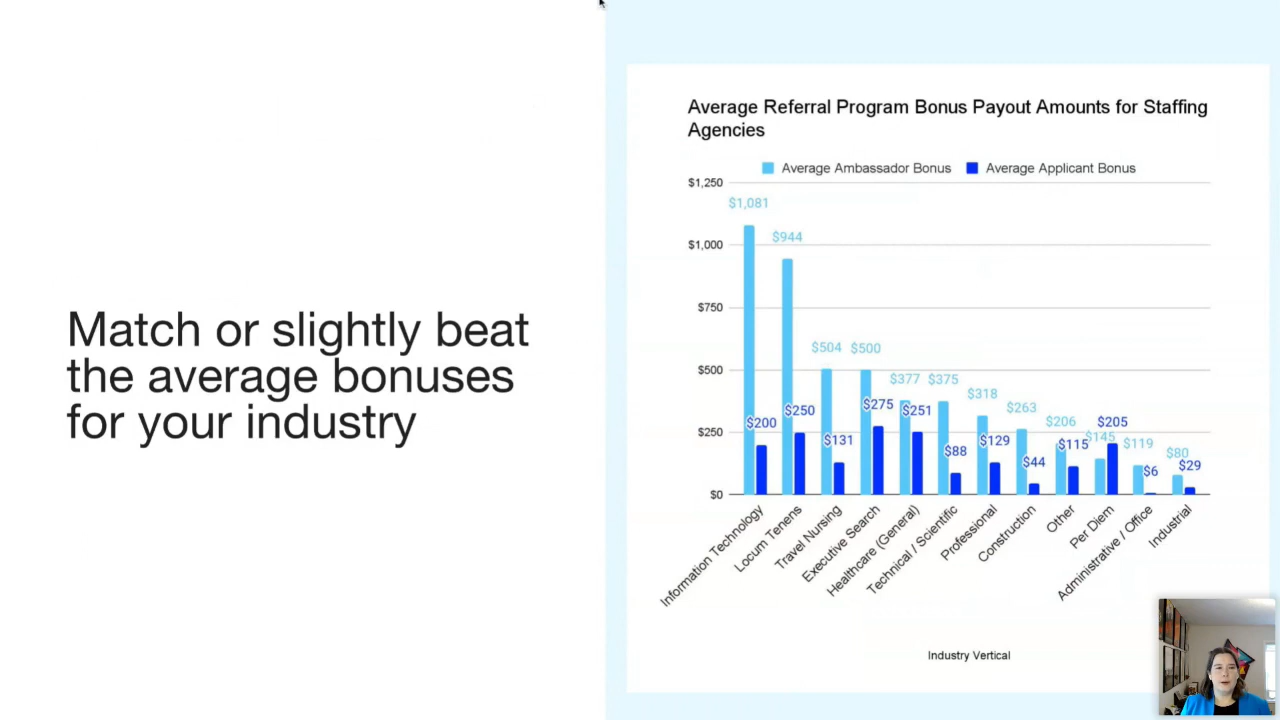 Match or slightly beat
the average bonuses
for your industry
Average Referral Program Bonus Payout Amounts for Staffing
Agencies
Average Ambassador Bonus
Average Applicant Bonus
$1,250
$1,000
$750
$500
$250
$0
$1,081
$200
$944
$250
$504
$131
$500
$275
$377
$251
$375
$88
$318
$129
$263
$44
$206
$115
$145
$205
$119
$6
$80
$29
Information Technology
Locum Tenens
Travel Nursing
Executive Search
Healthcare (General)
Technical / Scientific
Professional
Construction
Other
Per Diem
Administrative / Office
Industrial
Industry Vertical